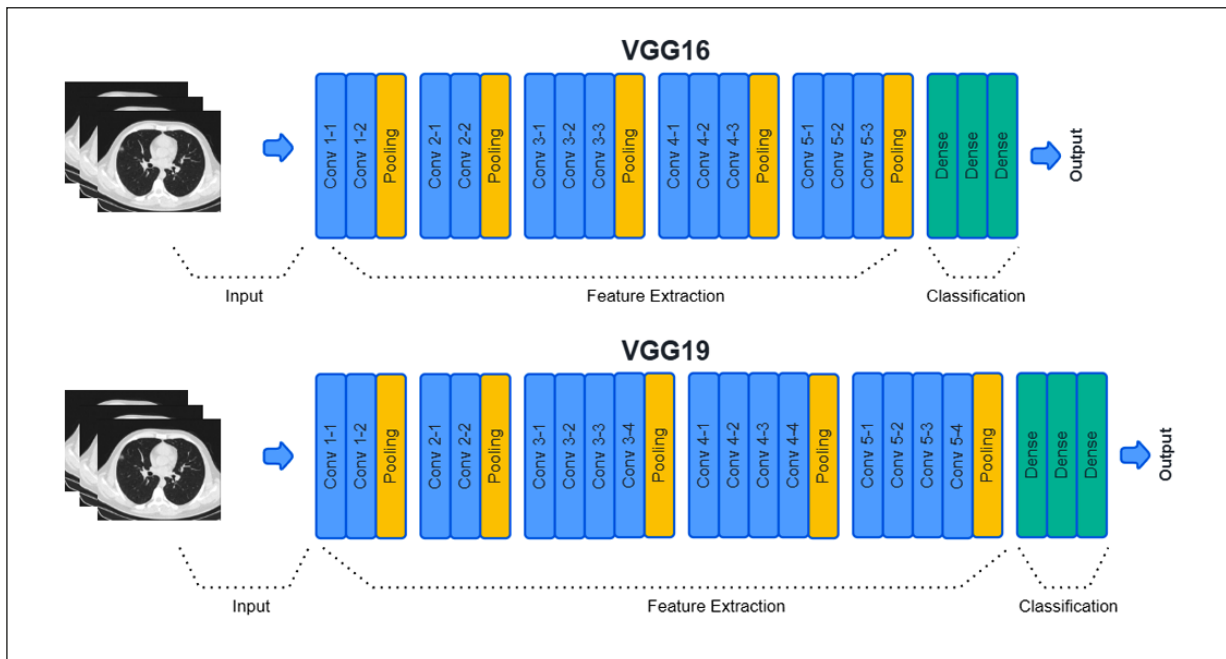 VGG16
Conv 1-1
Conv 1-2
Pooling
Conv 2-1
Conv 2-2
Pooling
Conv 3-1
Conv 3-2
Conv 3-3
Pooling
Conv 4-1
Conv 4-2
Conv 4-3
Pooling
Conv 5-1
Conv 5-2
Conv 5-3
Pooling
Dense
Dense
Dense
Output
Input
Feature Extraction
Classification
VGG19
Conv 1-1
Conv 1-2
Pooling
Conv 2-1
Conv 2-2
Pooling
Conv 3-1
Conv 3-2
Conv 3-3
Conv 3-4
Pooling
Conv 4-1
Conv 4-2
Conv 4-3
Conv 4-4
Pooling
Conv 5-1
Conv 5-2
Conv 5-3
Conv 5-4
Pooling
Dense
Dense
Dense
Output
Input
Feature Extraction
Classification